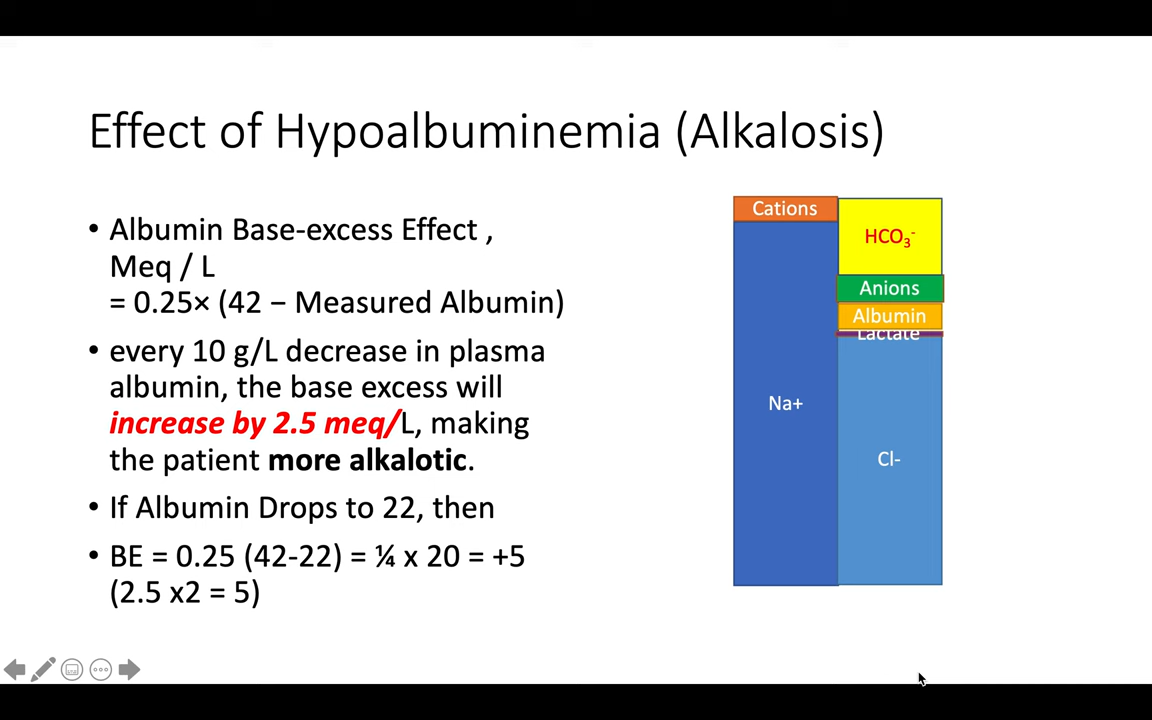 Effect of Hypoalbuminemia (Alkalosis)
• Albumin Base-excess Effect ,
Meq / L
= 0.25× (42 − Measured Albumin)
• every 10 g/L decrease in plasma
albumin, the base excess will
increase by 2.5 meq/L, making
the patient more alkalotic.
• If Albumin Drops to 22, then
• BE = 0.25 (42-22) = ¼ x 20 = +5
(2.5 x2 = 5)
Cations
Na+
HCO₃⁻
Anions
Albumin
Lactate
Cl-